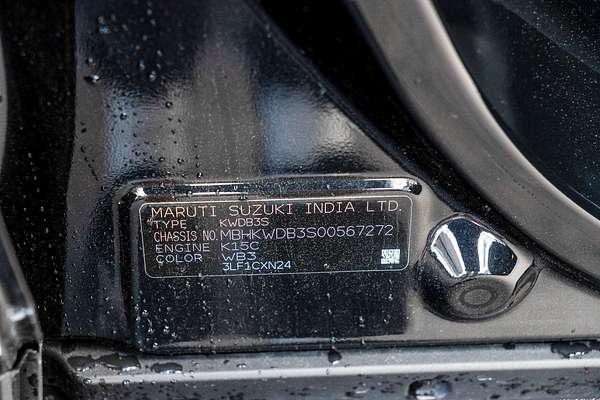 MARUTI SUZUKI INDIA LTD.
TYPE KWDB3S
CHASSIS NO. MBHKWDB3S00567272
ENGINE K15C
COLOR WB3
3LF1CXN24